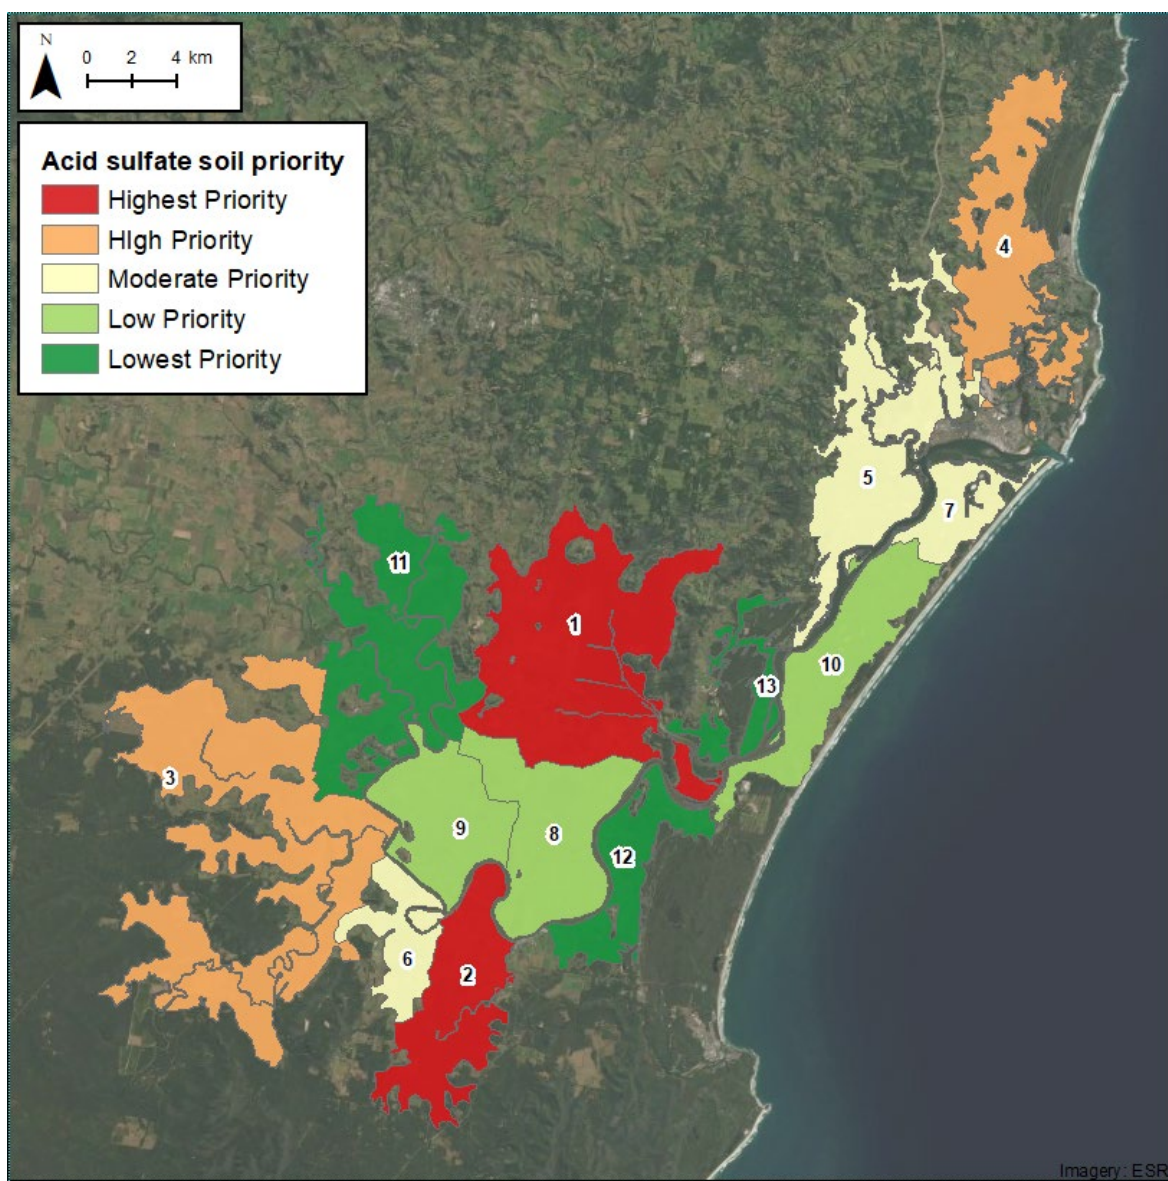 N
0 2 4 km
Acid sulfate soil priority
Highest Priority
HIgh Priority
Moderate Priority
Low Priority
Lowest Priority
4
5
7
11
1
10
13
3
9
8
12
6
2
Imagery: ESR